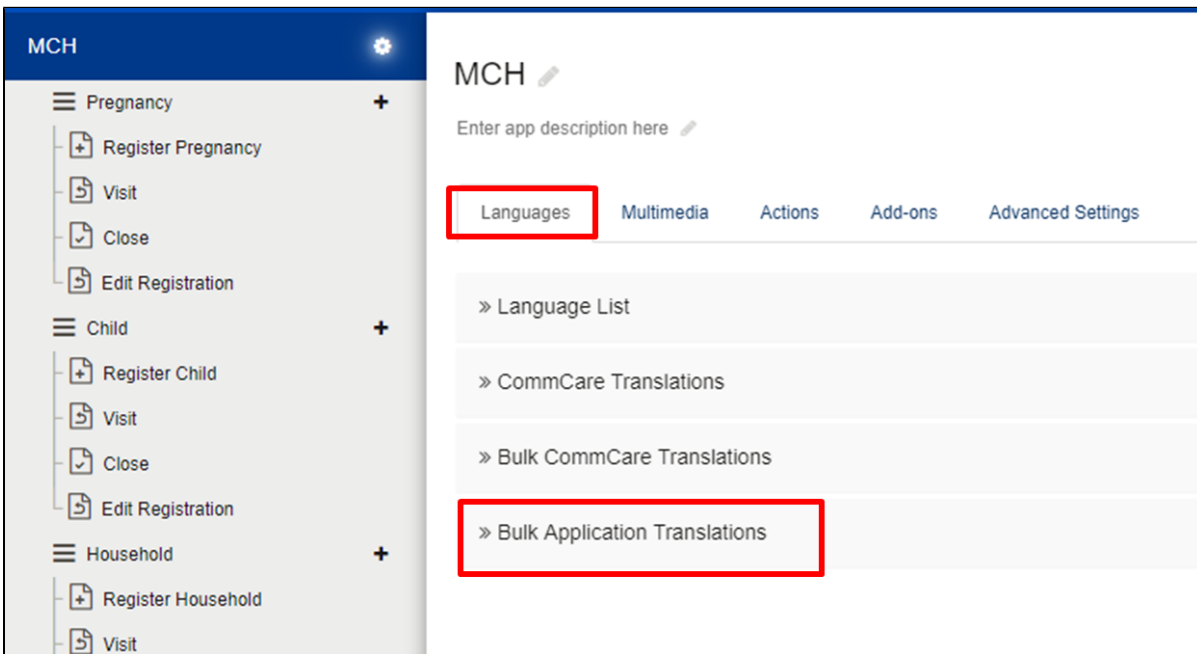 MCH
Pregnancy
Register Pregnancy
Visit
Close
Edit Registration
Child
Register Child
Visit
Close
Edit Registration
Household
Register Household
Visit
MCH
Enter app description here
Languages Multimedia Actions Add-ons Advanced Settings
» Language List
» CommCare Translations
» Bulk CommCare Translations
» Bulk Application Translations